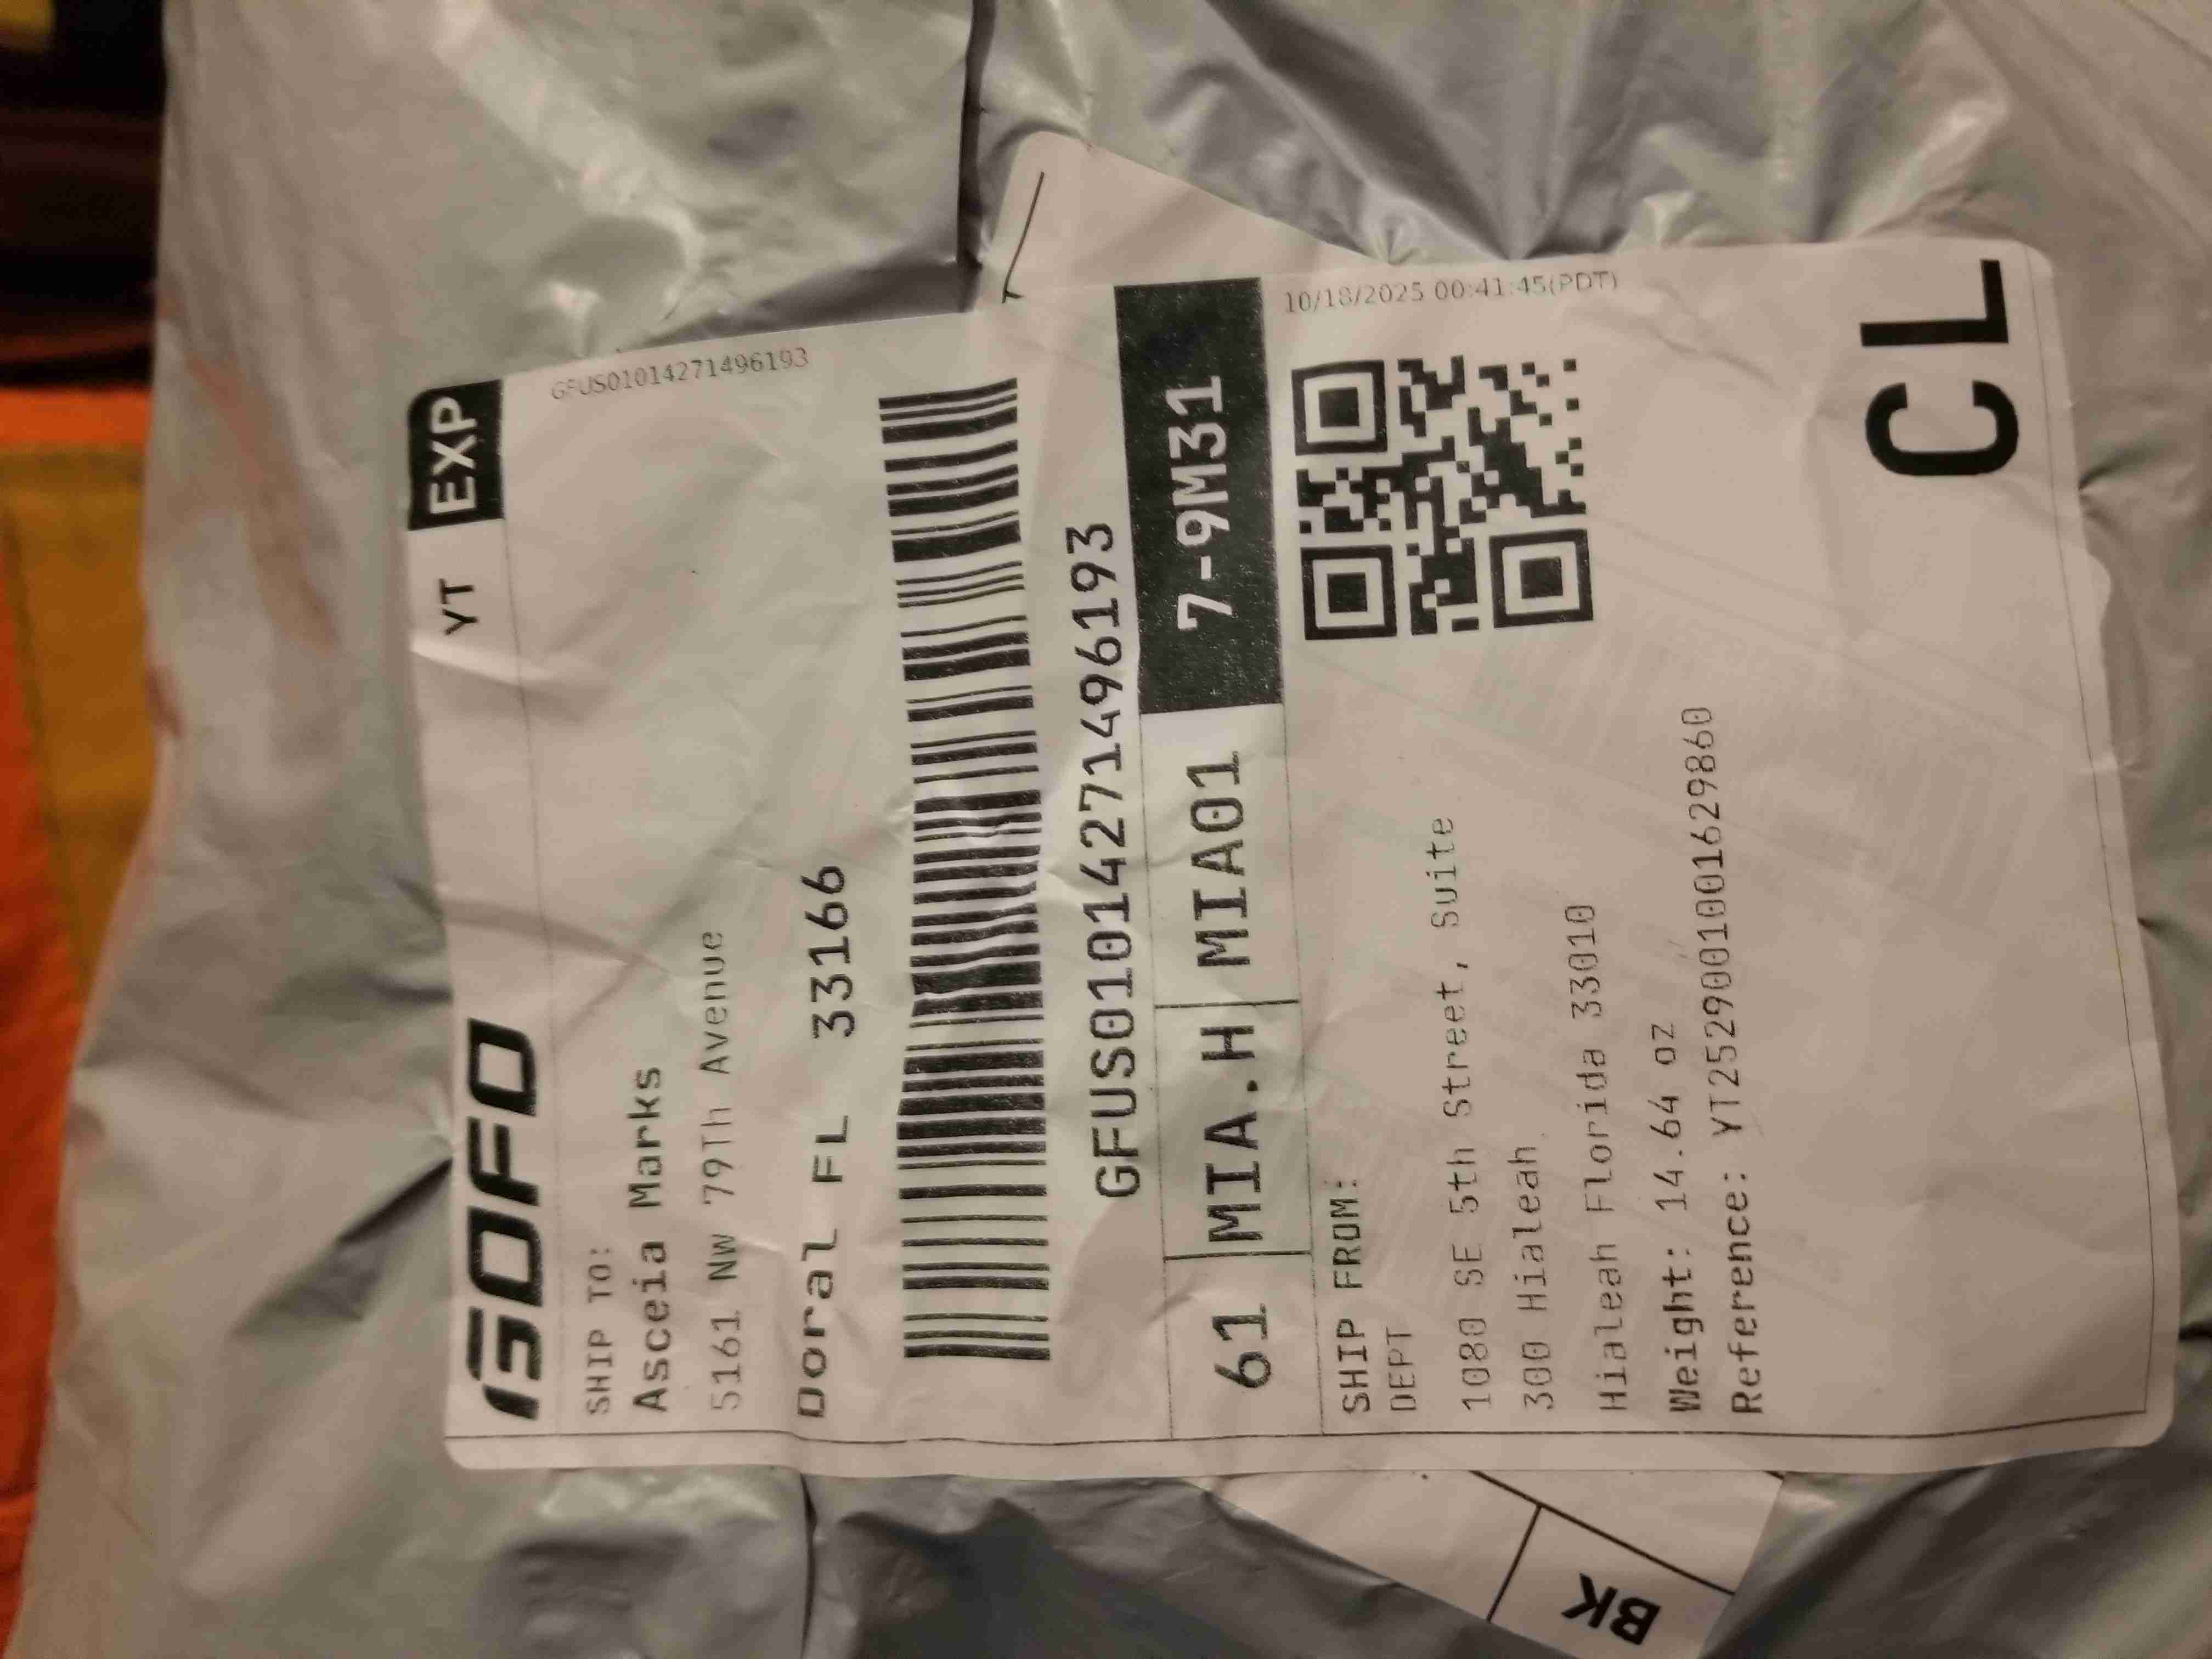 GOFO
YT EXP
GFUS01014271496193
SHIP TO:
Asceia Marks
5161 Nw 79Th Avenue
Doral FL 33166
GFUS01014271496193
61 MIA.H MIA01 7-9M31
10/18/2025 00:41:45(PDT)
SHIP FROM:
DEPT
1080 SE 5th Street, Suite
300 Hialeah
Hialeah Florida 33010
Weight: 14.64 oz
Reference: YT2529001000162986​0
CL
BK